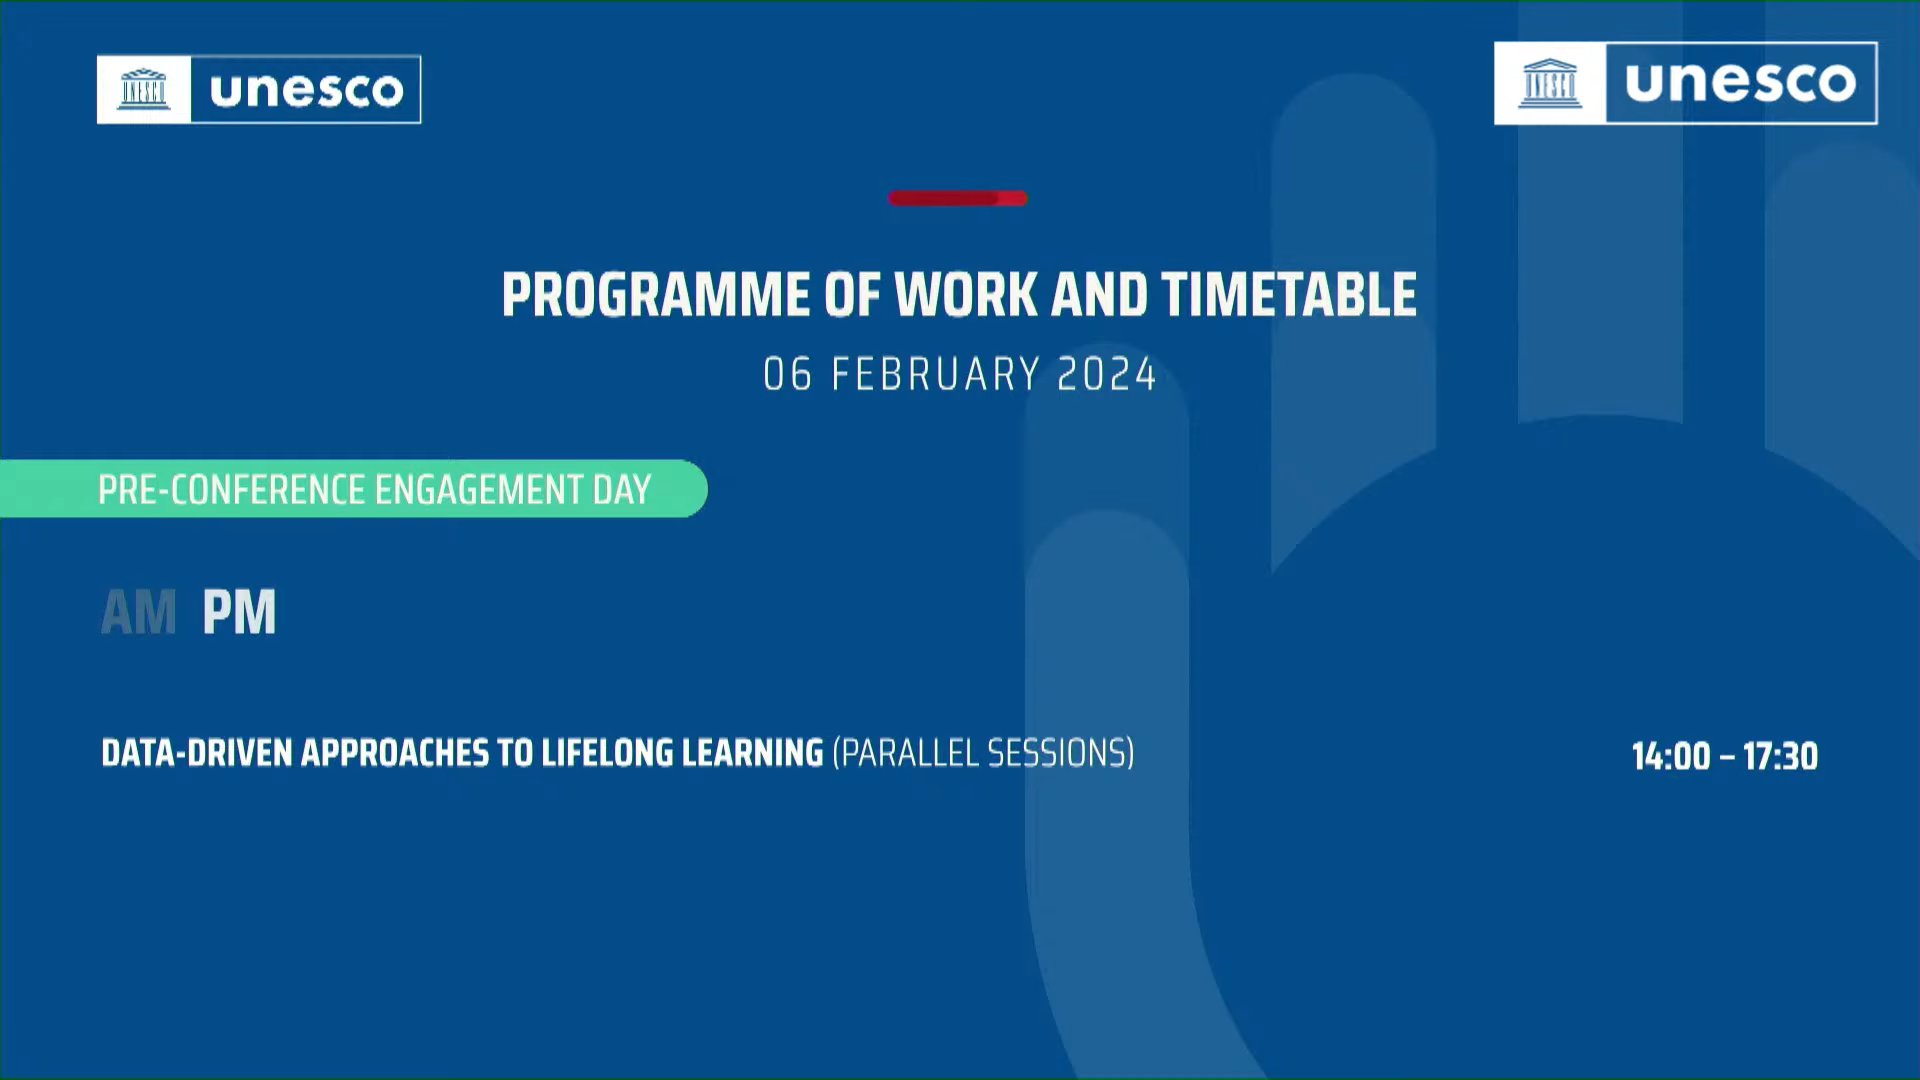 unesco
unesco
PROGRAMME OF WORK AND TIMETABLE
06 FEBRUARY 2024
PRE-CONFERENCE ENGAGEMENT DAY
AM PM
DATA-DRIVEN APPROACHES TO LIFELONG LEARNING (PARALLEL SESSIONS) 14:00 – 17:30